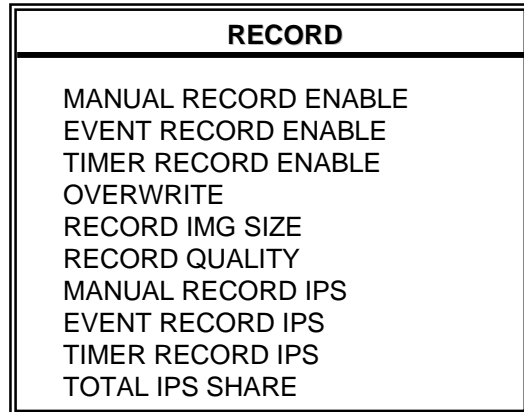 RECORD
MANUAL RECORD ENABLE
EVENT RECORD ENABLE
TIMER RECORD ENABLE
OVERWRITE
RECORD IMG SIZE
RECORD QUALITY
MANUAL RECORD IPS
EVENT RECORD IPS
TIMER RECORD IPS
TOTAL IPS SHARE